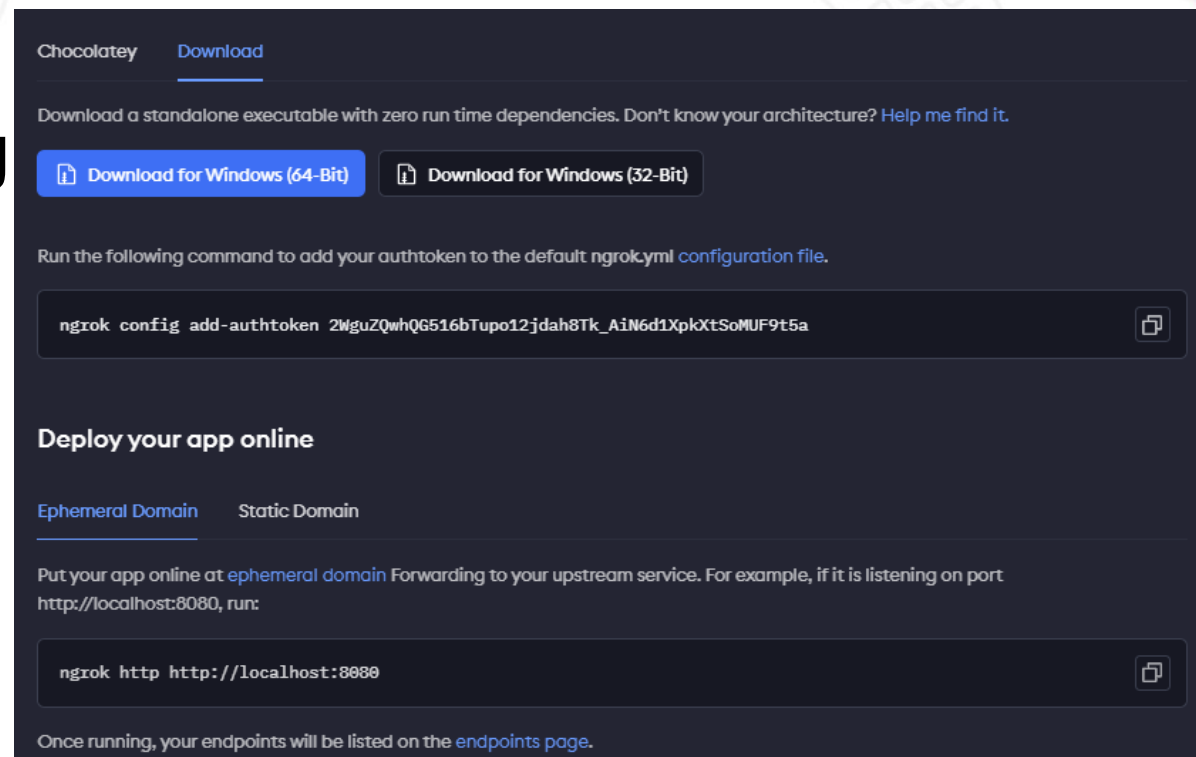 Chocolatey Download
Download a standalone executable with zero run time dependencies. Don't know your architecture? Help me find it.
Download for Windows (64-Bit) Download for Windows (32-Bit)
Run the following command to add your authtoken to the default ngrok.yml configuration file.
ngrok config add-authtoken 2WguZQwhQG516bTupo12jdah8Tk_AiN6d1XpkXtSoMUF9t5a
Deploy your app online
Ephemeral Domain Static Domain
Put your app online at ephemeral domain Forwarding to your upstream service. For example, if it is listening on port
http://localhost:8080, run:
ngrok http http://localhost:8080
Once running, your endpoints will be listed on the endpoints page.